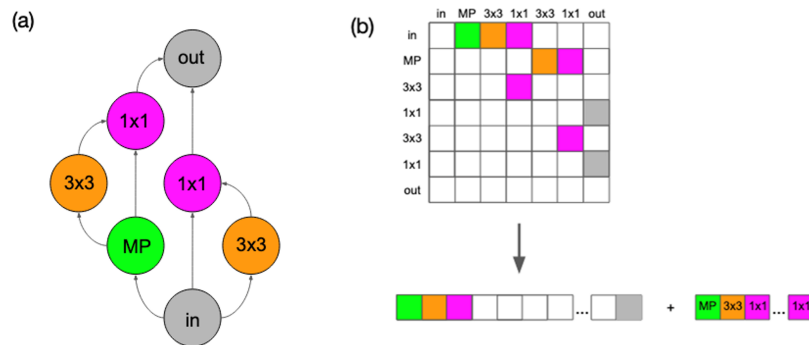 (a)
out
1x1
3x3
1x1
MP
3x3
in
(b)
in MP 3x3 1x1 3x3 1x1 out
in
MP
3x3
1x1
3x3
1x1
out
... + MP 3x3 1x1 ... 1x1